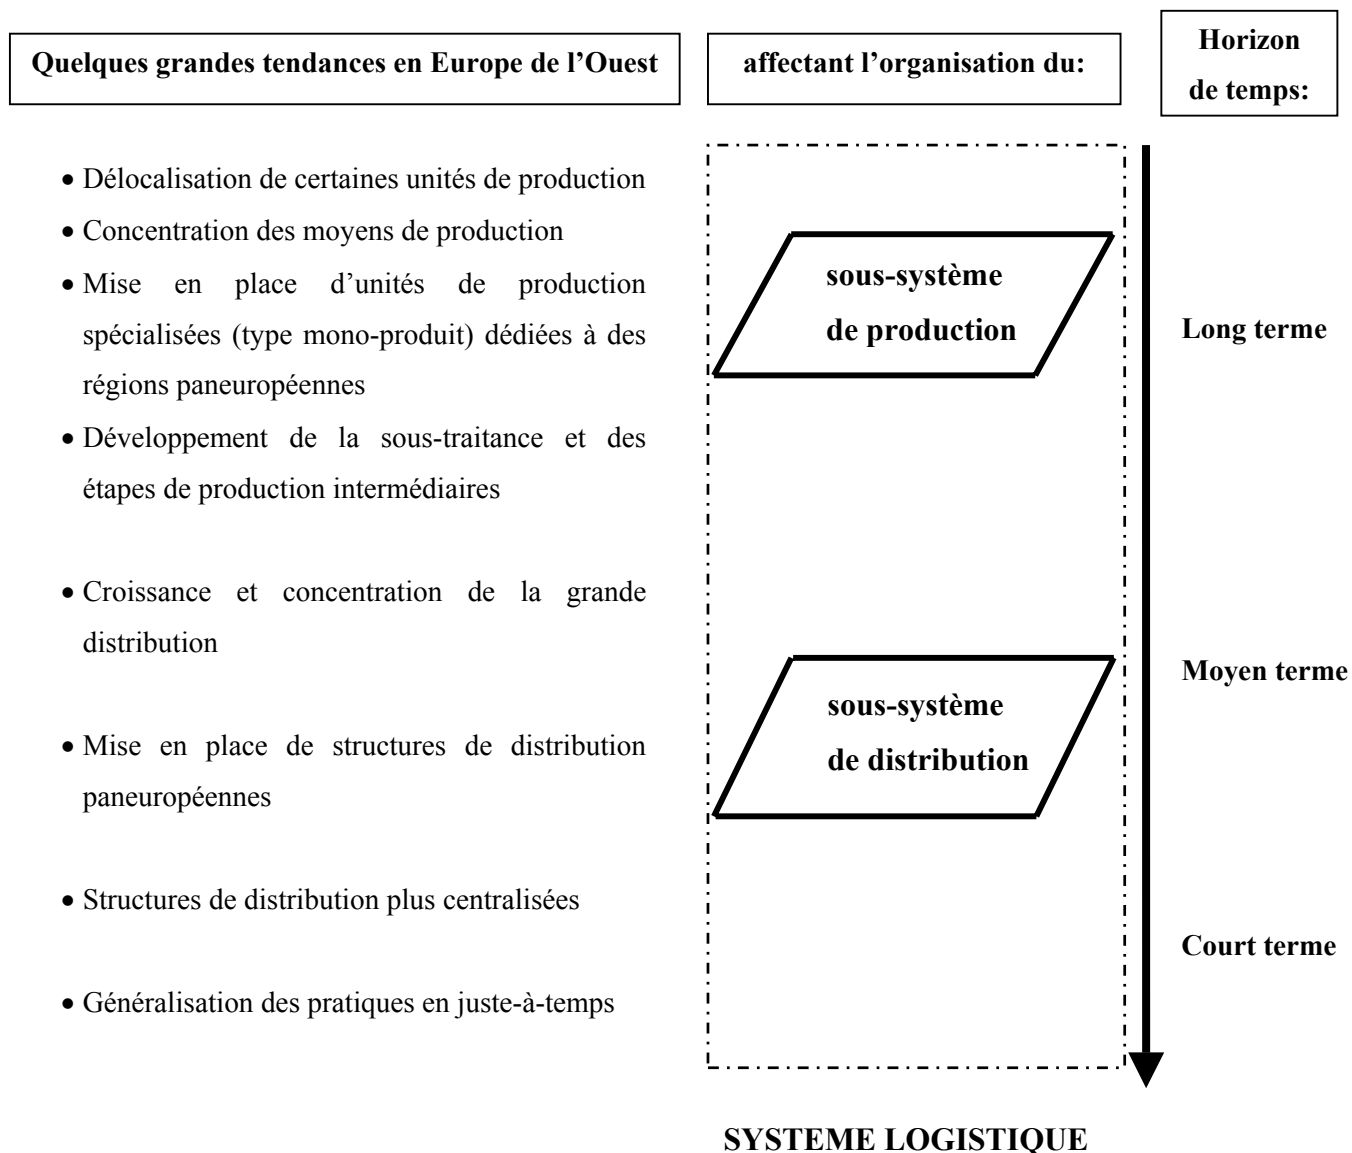 Quelques grandes tendances en Europe de l’Ouest
affectant l’organisation du:
Horizon
de temps:
• Délocalisation de certaines unités de production
• Concentration des moyens de production
• Mise en place d’unités de production
spécialisées (type mono-produit) dédiées à des
régions paneuropéennes
• Développement de la sous-traitance et des
étapes de production intermédiaires
• Croissance et concentration de la grande
distribution
• Mise en place de structures de distribution
paneuropéennes
• Structures de distribution plus centralisées
• Généralisation des pratiques en juste-à-temps
sous-système
de production
sous-système
de distribution
Long terme
Moyen terme
Court terme
SYSTEME LOGISTIQUE